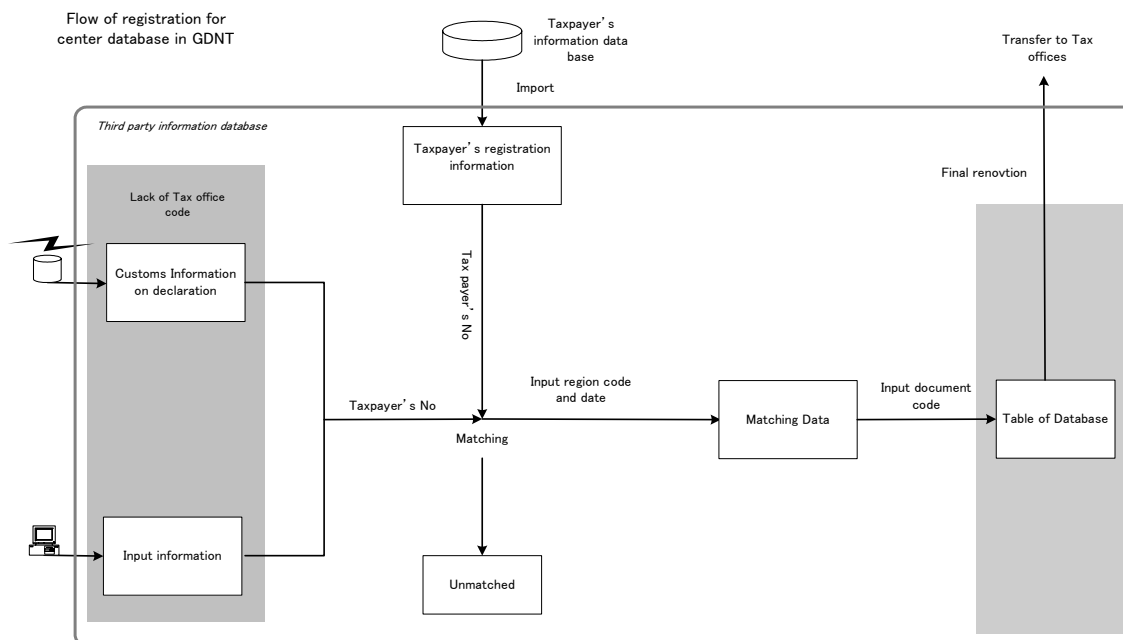 Flow of registration for
center database in GDNT
Taxpayer's
information data
base
Transfer to Tax
offices
Import
Third party information database
Taxpayer's registration
information
Final renovtion
Lack of Tax office
code
Customs Information
on declaration
Tax payer's No
Input region code
and date
Input document
code
Taxpayer's No
Matching Data
Table of Database
Matching
Input information
Unmatched